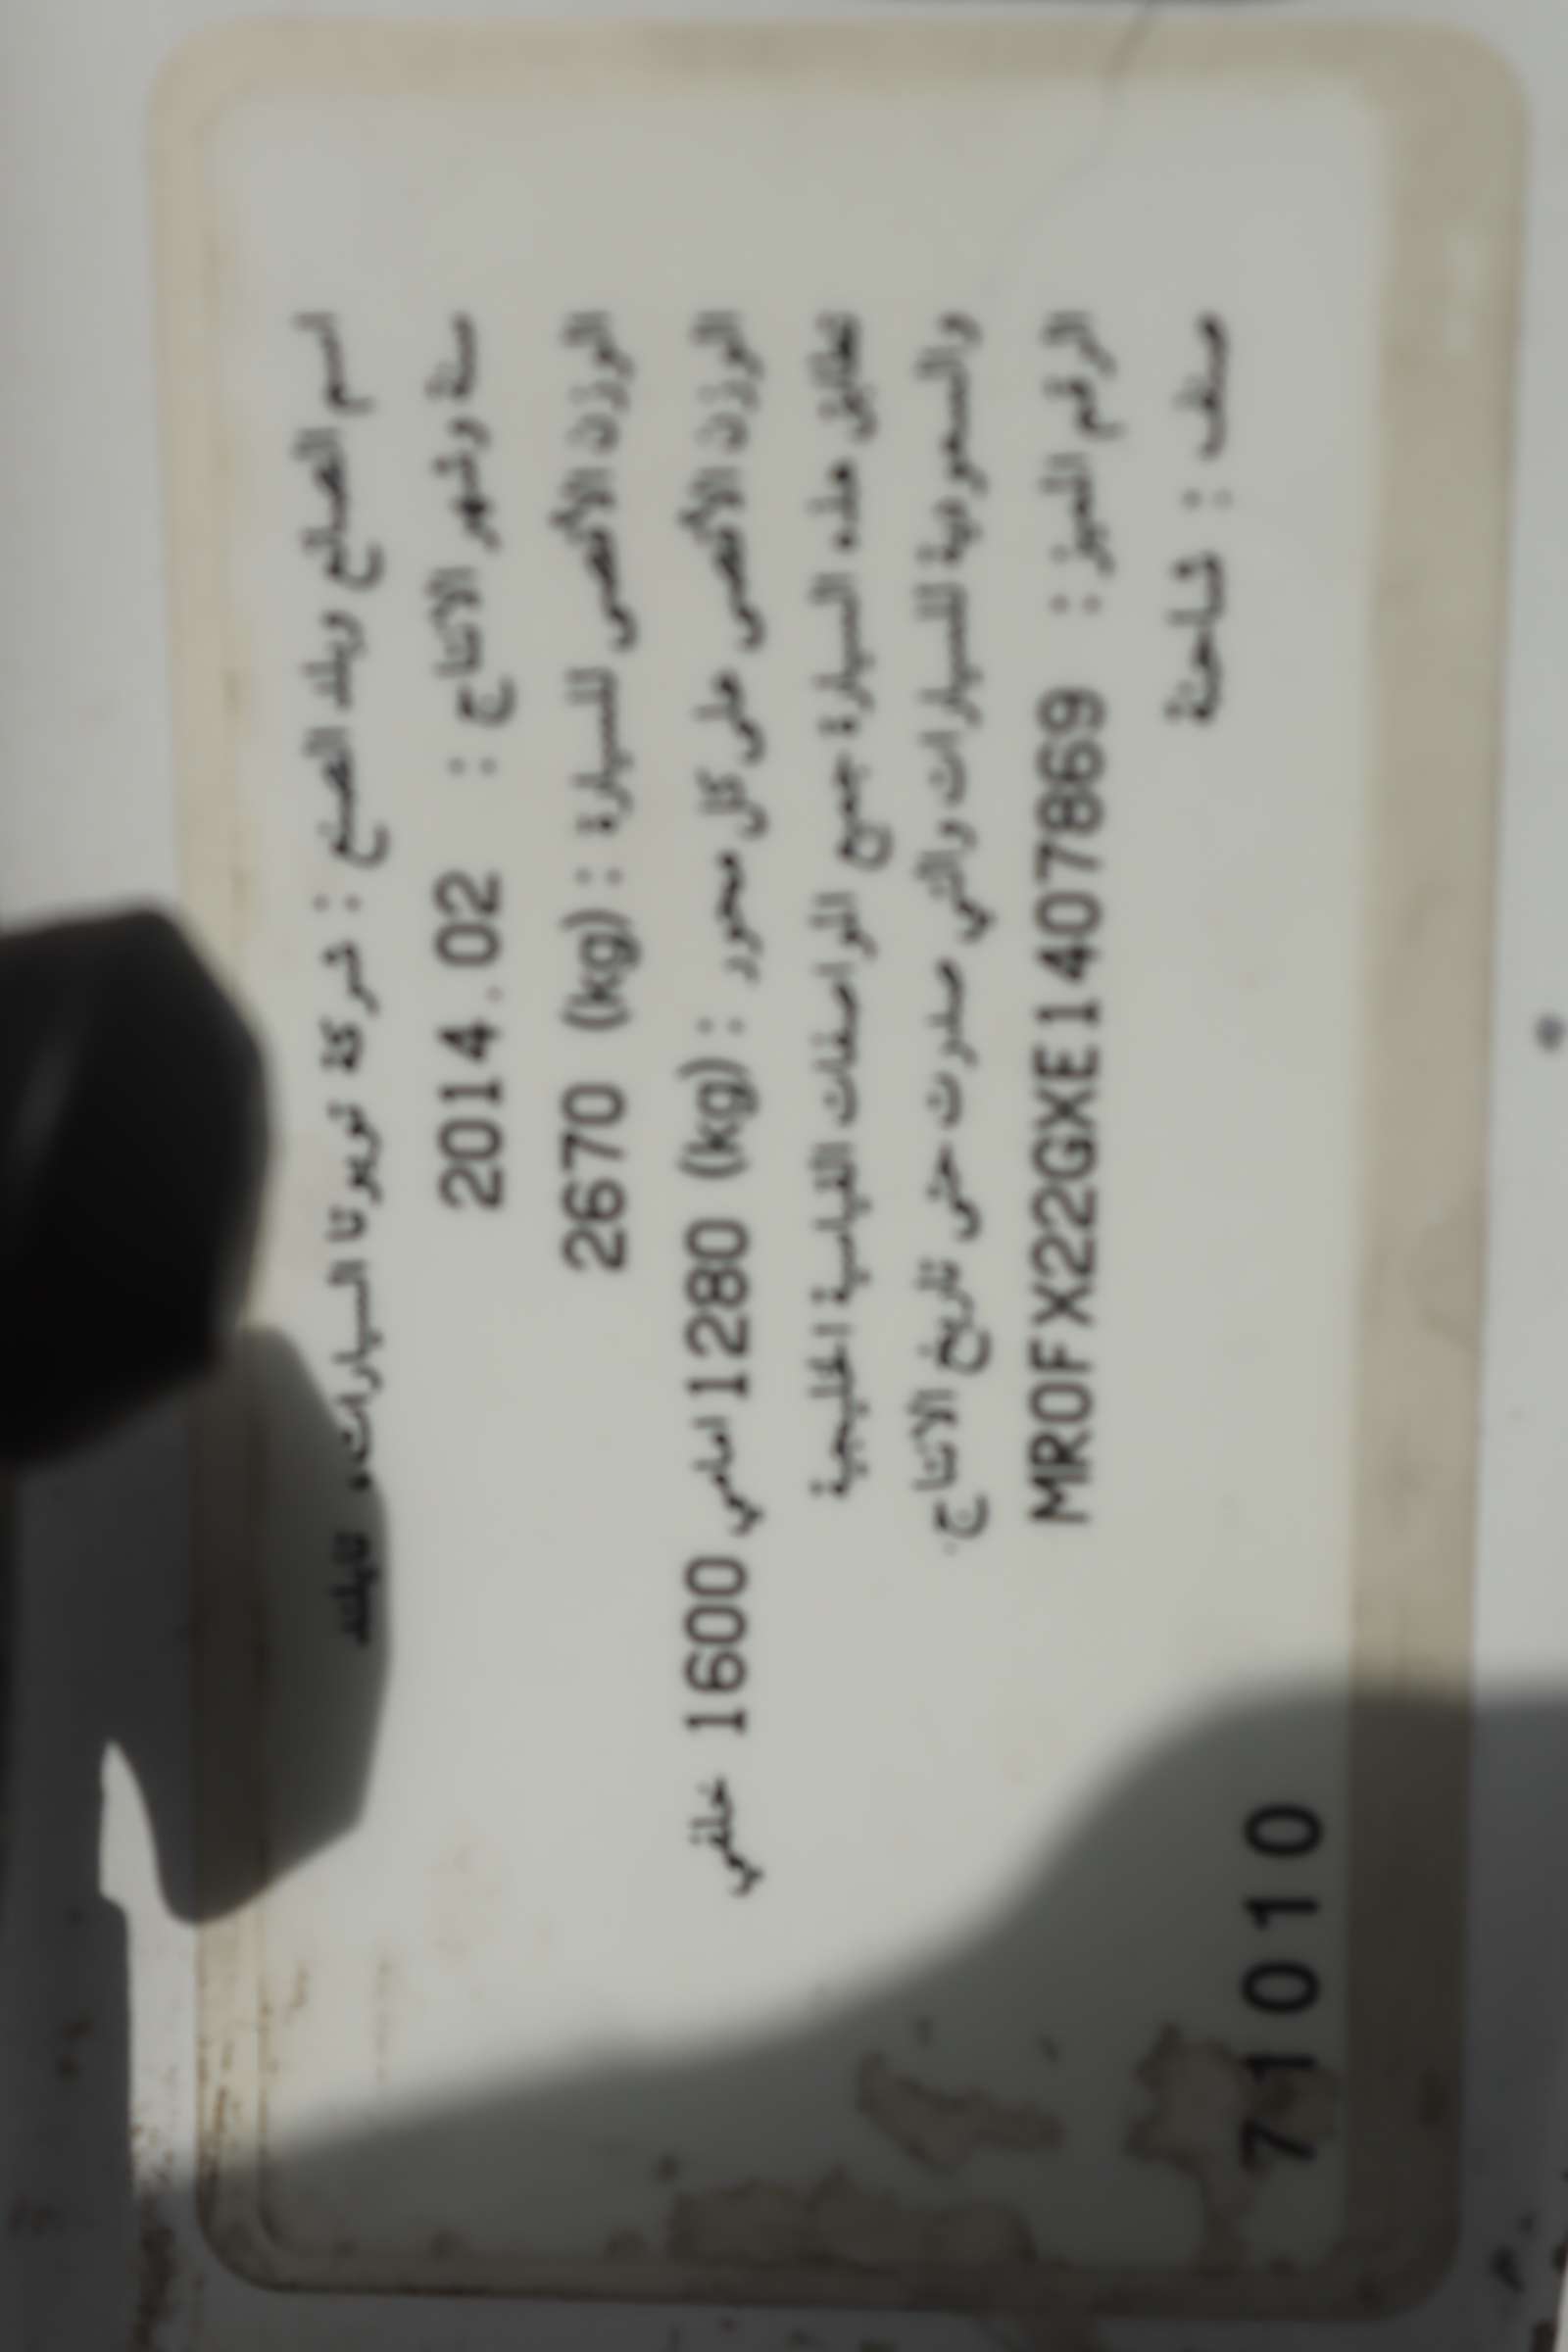 اسم الصانع وبلد الصنع : شركة تويوتا السيارات، تايلند
سنة وشهر الانتاج : 2014.02
الوزن الأقصى للسيارة : (kg) 2670
الوزن الأقصى على كل محور : (kg) 1280 امامي 1600 خلفي
تطابق هذه السيارة جميع المواصفات القياسية الخليجية
والسعودية للسيارات والتي صدرت حتى تاريخ الانتاج.
الرقم المميز : MR0FX22GXE1407869
صنف : شاحنة
71010